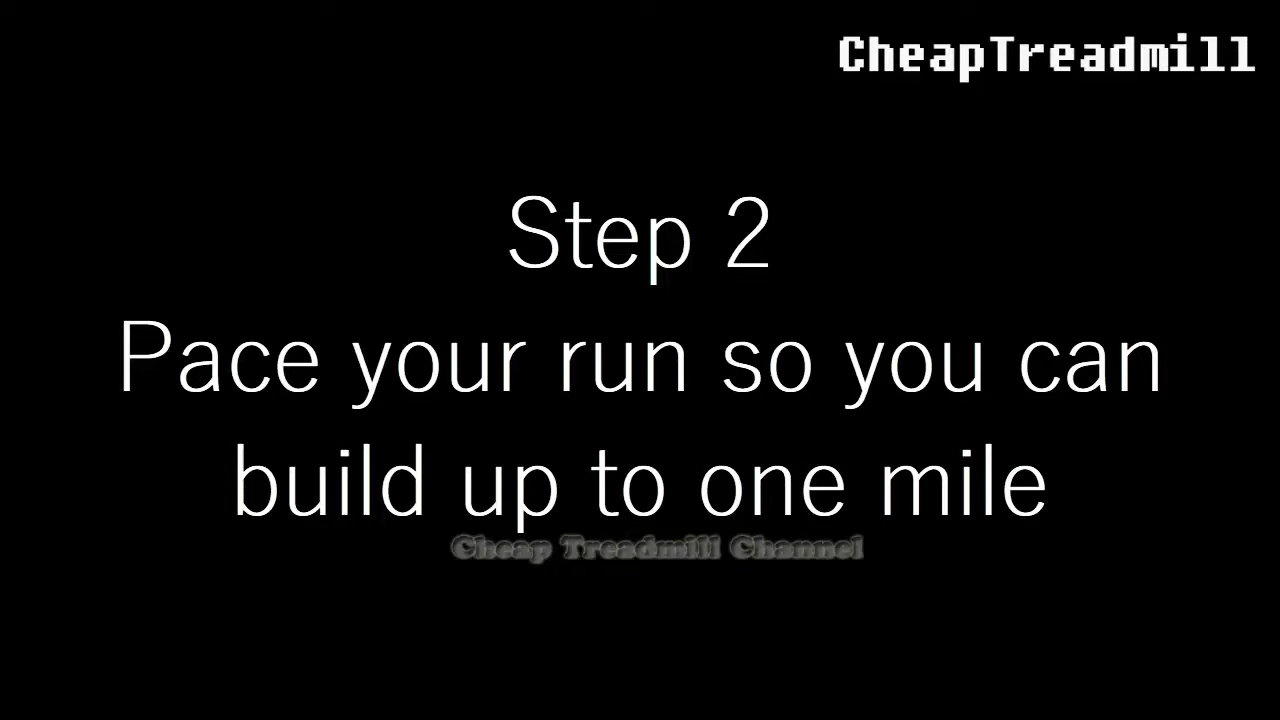 CheapTreadmill
Step 2
Pace your run so you can
build up to one mile
Cheap Treadmill Channel